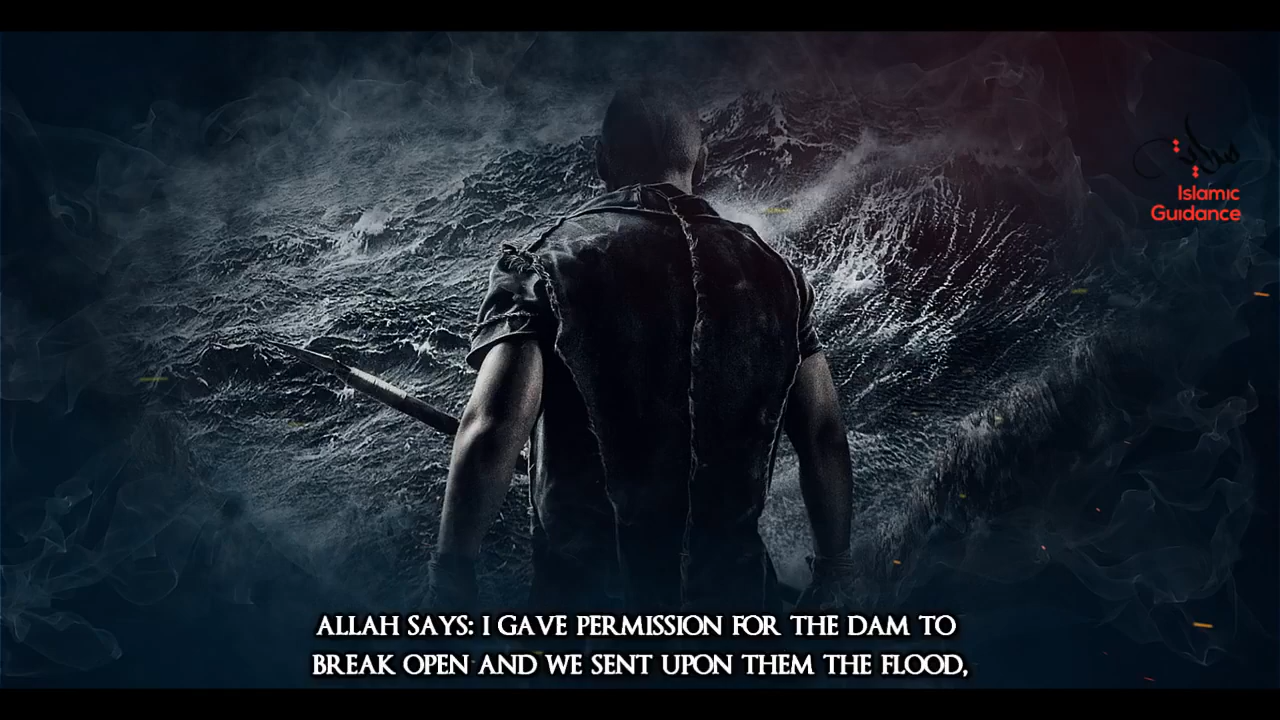 Islamic
Guidance
ALLAH SAYS: I GAVE PERMISSION FOR THE DAM TO
BREAK OPEN AND WE SENT UPON THEM THE FLOOD,